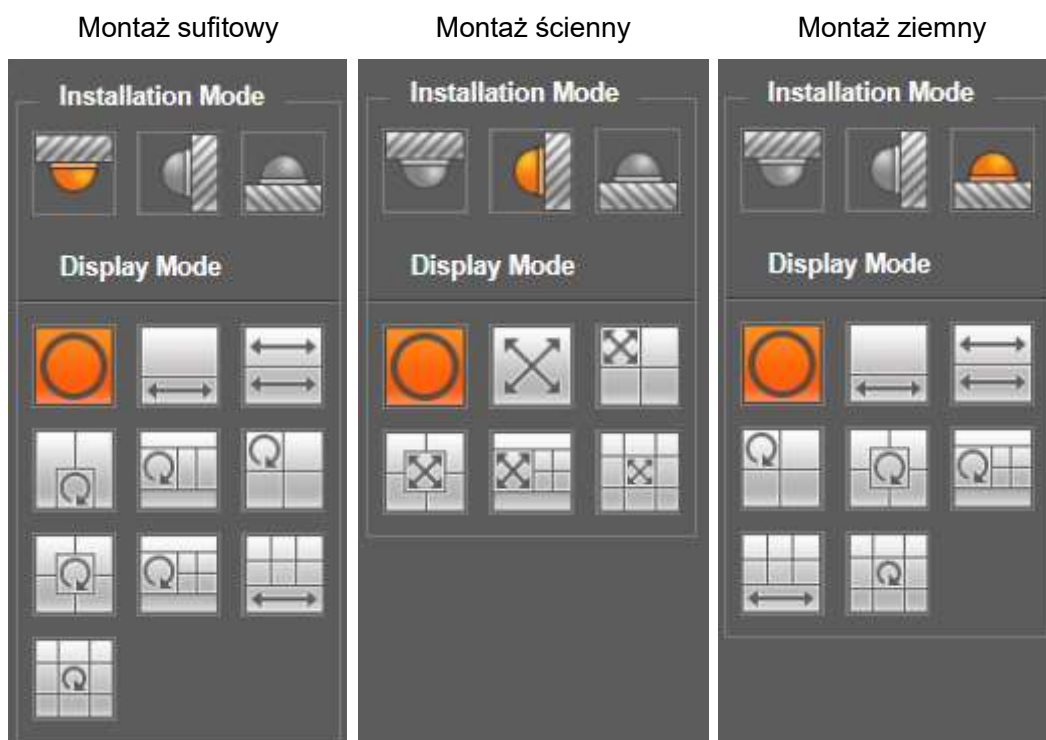 Montaż sufitowy
Montaż ścienny
Montaż ziemny
Installation Mode
Installation Mode
Installation Mode
Display Mode
Display Mode
Display Mode